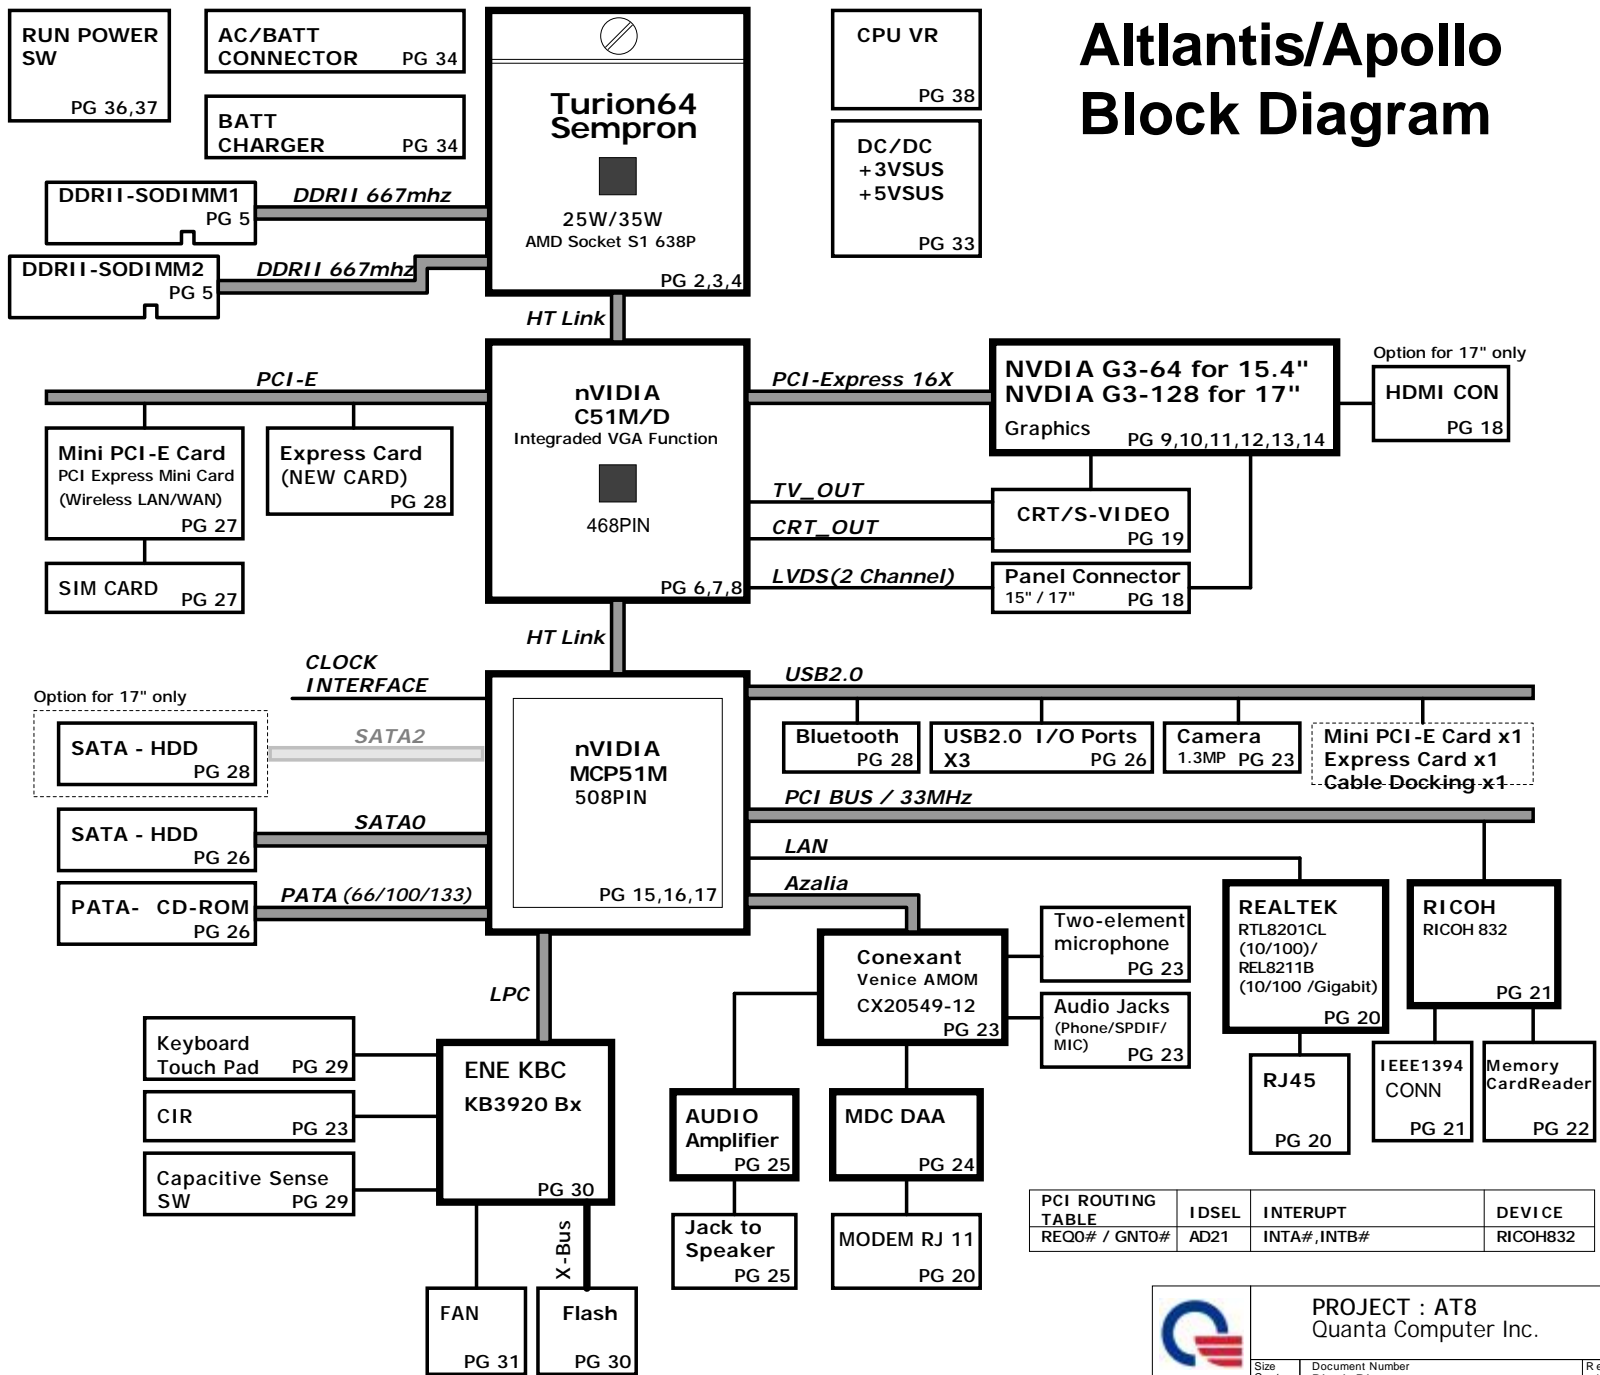 Altlantis/Apollo
Block Diagram
RUN POWER
SW
PG 36,37
AC/BATT
CONNECTOR PG 34
BATT
CHARGER PG 34
Turion64
Sempron
25W/35W
AMD Socket S1 638P
PG 2,3,4
CPU VR
PG 38
DC/DC
+3VSUS
+5VSUS
PG 33
DDRII-SODIMM1
PG 5
DDRII 667mhz
DDRII-SODIMM2
PG 5
DDRII 667mhz
HT Link
PCI-E
nVIDIA
C51M/D
Integraded VGA Function
468PIN
PG 6,7,8
PCI-Express 16X
NVDIA G3-64 for 15.4"
NVDIA G3-128 for 17"
Graphics PG 9,10,11,12,13,14
Option for 17" only
HDMI CON
PG 18
Mini PCI-E Card
PCI Express Mini Card
(Wireless LAN/WAN)
PG 27
Express Card
(NEW CARD)
PG 28
SIM CARD PG 27
TV_OUT
CRT_OUT
CRT/S-VIDEO
PG 19
LVDS(2 Channel)
Panel Connector
15" / 17" PG 18
HT Link
CLOCK
INTERFACE
Option for 17" only
SATA - HDD
PG 28
SATA2
SATA - HDD
PG 26
SATA0
PATA- CD-ROM
PG 26
PATA (66/100/133)
nVIDIA
MCP51M
508PIN
PG 15,16,17
USB2.0
Bluetooth
PG 28
USB2.0 I/O Ports
X3 PG 26
Camera
1.3MP PG 23
Mini PCI-E Card x1
Express Card x1
Cable Docking x1
PCI BUS / 33MHz
LAN
Azalia
LPC
Conexant
Venice AMOM
CX20549-12
PG 23
Two-element
microphone
PG 23
Audio Jacks
(Phone/SPDIF/
MIC)
PG 23
REALTEK
RTL8201CL
(10/100)/
REL8211B
(10/100 /Gigabit)
PG 20
RICOH
RICOH 832
PG 21
RJ45
PG 20
IEEE1394
CONN
PG 21
Memory
CardReader
PG 22
Keyboard
Touch Pad PG 29
CIR
PG 23
Capacitive Sense
SW PG 29
ENE KBC
KB3920 Bx
PG 30
X-Bus
FAN
PG 31
Flash
PG 30
AUDIO
Amplifier
PG 25
MDC DAA
PG 24
Jack to
Speaker
PG 25
MODEM RJ 11
PG 20
PCI ROUTING
TABLE IDSEL INTERUPT DEVICE
REQ0# / GNT0# AD21 INTA#,INTB# RICOH832
PROJECT : AT8
Quanta Computer Inc.
Size Document Number